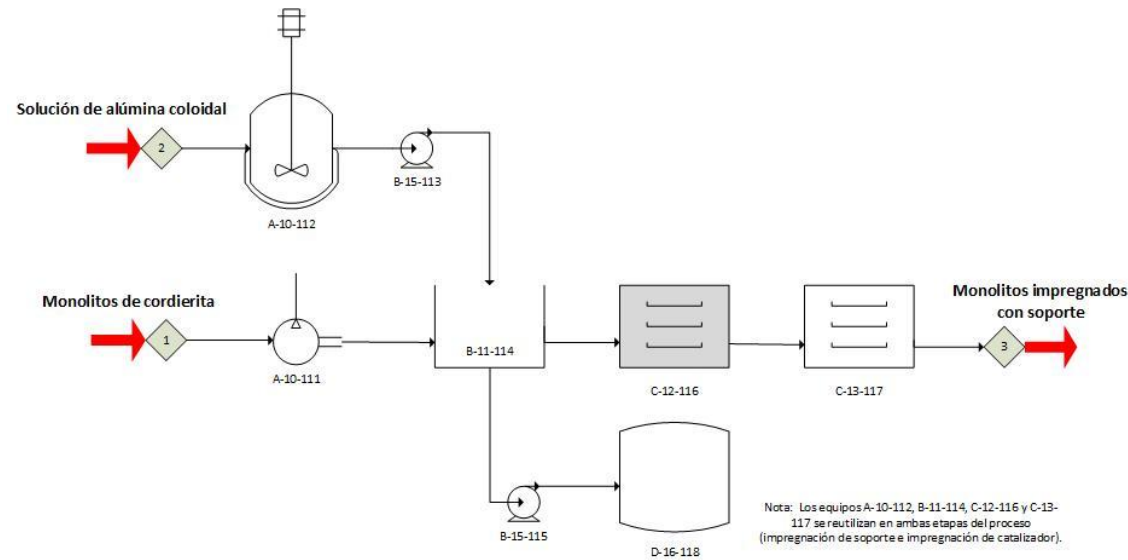 Solución de alúmina coloidal
2
B-15-113
A-10-112
Monolitos de cordierita
1
A-10-111
B-11-114
C-12-116
C-13-117
Monolitos impregnados
con soporte
3
B-15-115
D-16-118
Nota: Los equipos A-10-112, B-11-114, C-12-116 y C-13-
117 se reutilizan en ambas etapas del proceso
(impregnación de soporte e impregnación de catalizador).